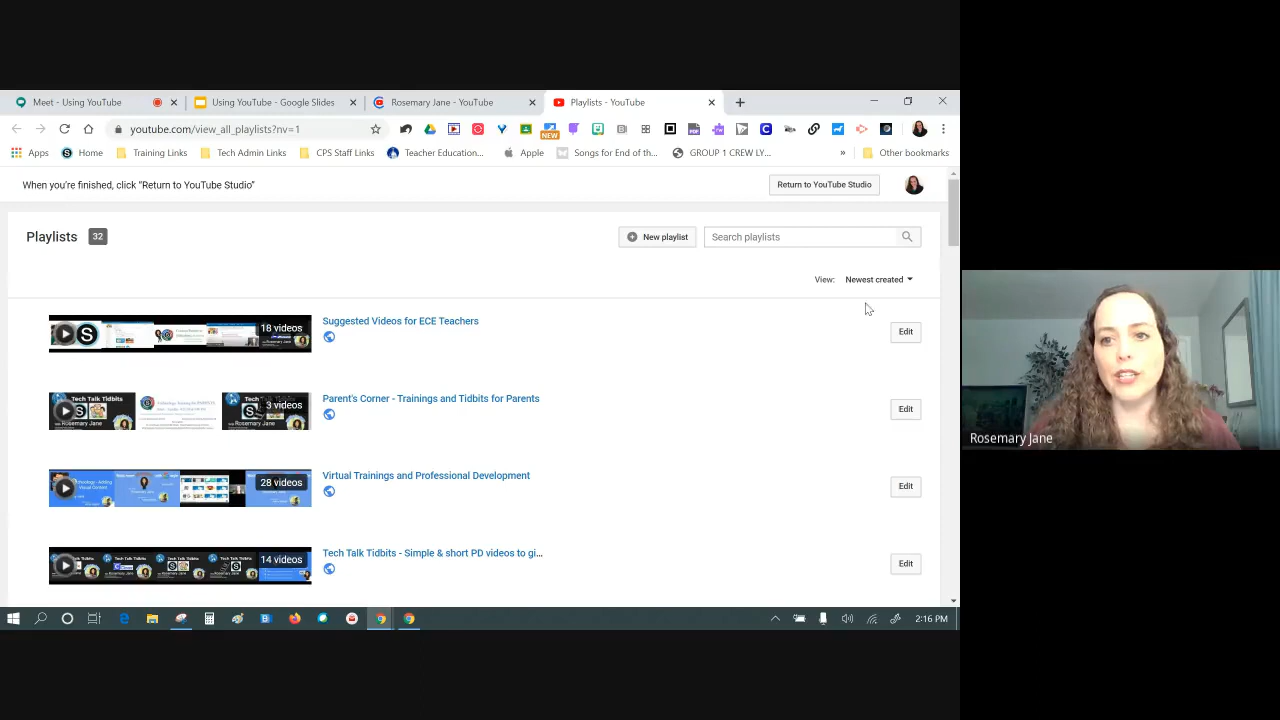 Meet - Using YouTube
Using YouTube - Google Slides
Rosemary Jane - YouTube
Playlists - YouTube
youtube.com/view_all_playlists?nv=1
NEW
PDF
Apps
Home
Training Links
Tech Admin Links
CPS Staff Links
Teacher Education...
Apple
Songs for End of th...
GROUP 1 CREW LY...
»
Other bookmarks
When you're finished, click "Return to YouTube Studio"
Return to YouTube Studio
Playlists 32
New playlist
Search playlists
View: Newest created
18 videos
Suggested Videos for ECE Teachers
Edit
Tech Talk Tidbits
3 videos
Parent's Corner - Trainings and Tidbits for Parents
Edit
28 videos
Virtual Trainings and Professional Development
Edit
14 videos
Tech Talk Tidbits - Simple & short PD videos to gi...
Edit
Rosemary Jane
2:16 PM